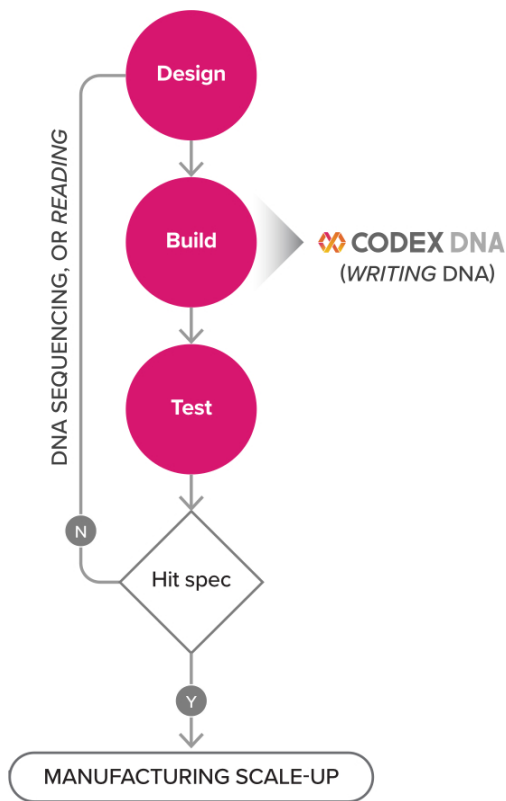 Design
DNA SEQUENCING, OR READING
Build
CODEX DNA
(WRITING DNA)
Test
N
Hit spec
Y
MANUFACTURING SCALE-UP